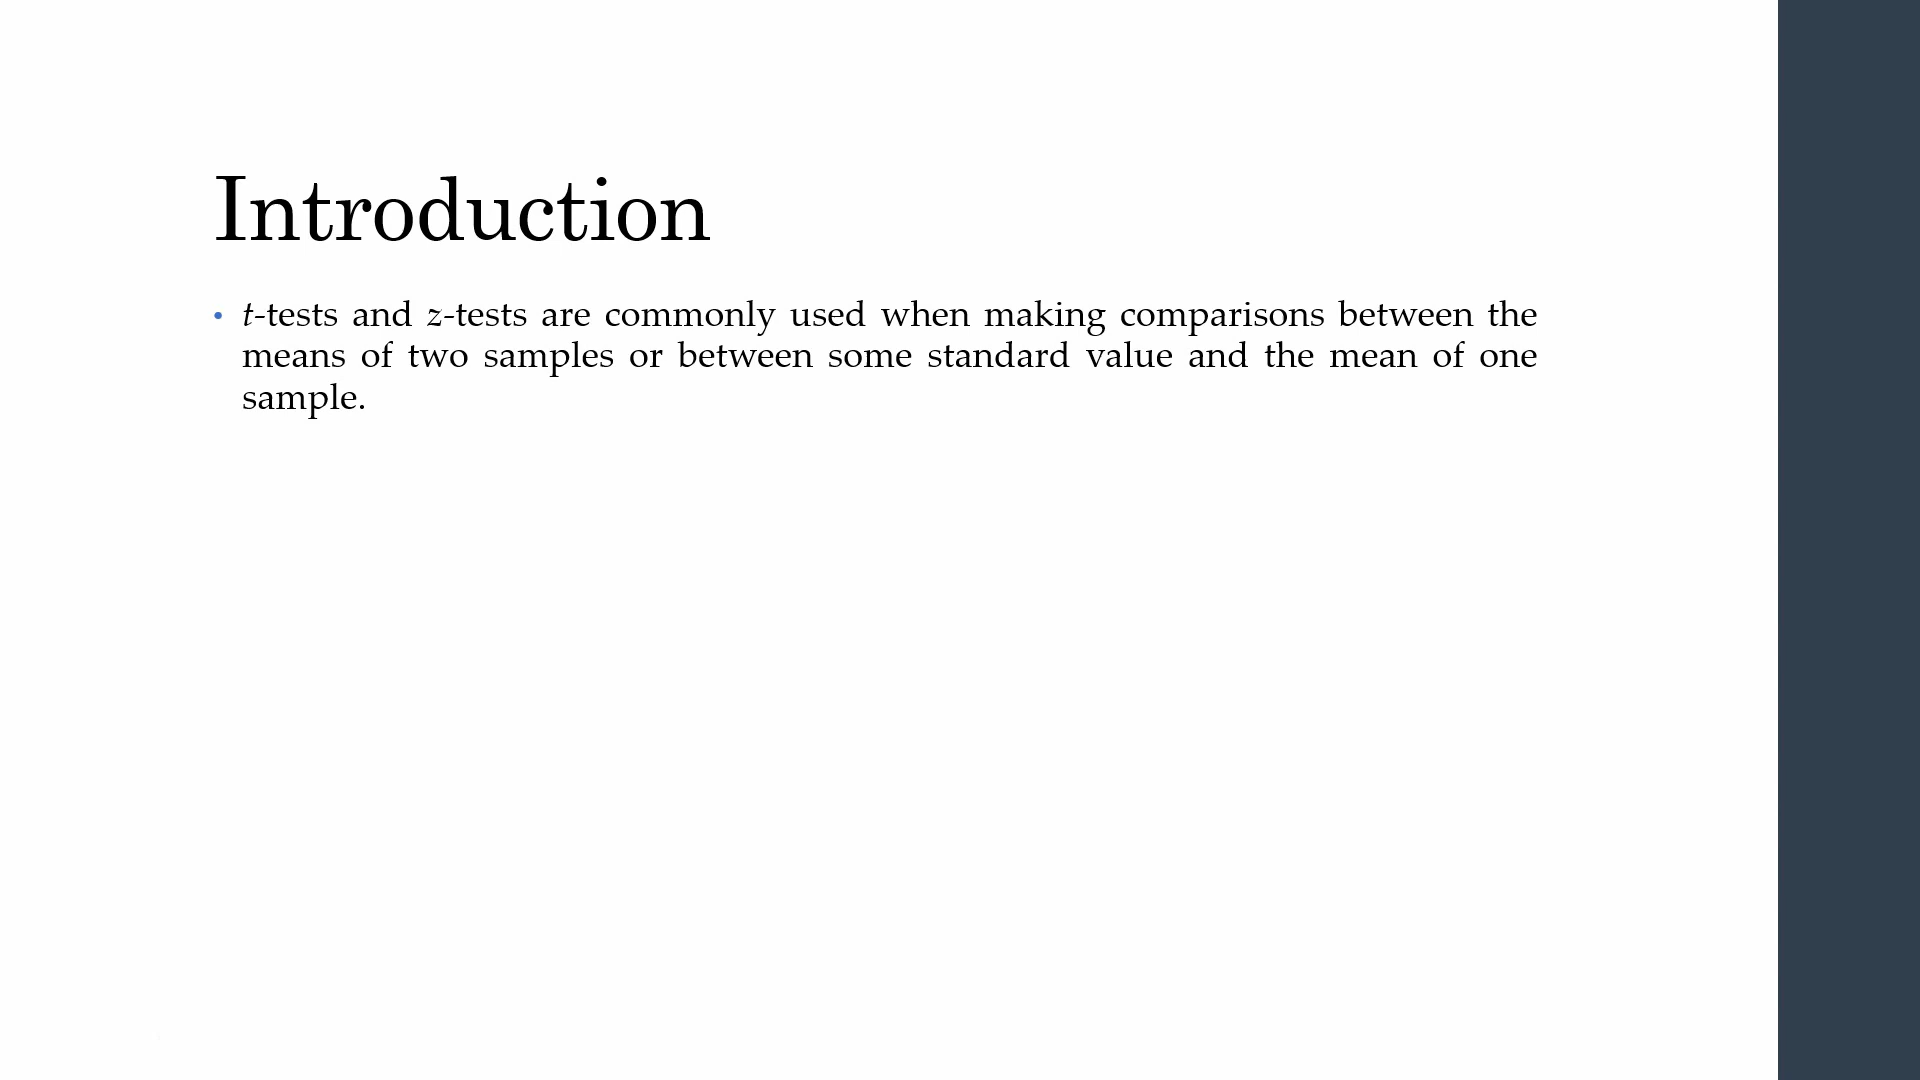 Introduction
• t-tests and z-tests are commonly used when making comparisons between the
means of two samples or between some standard value and the mean of one
sample.